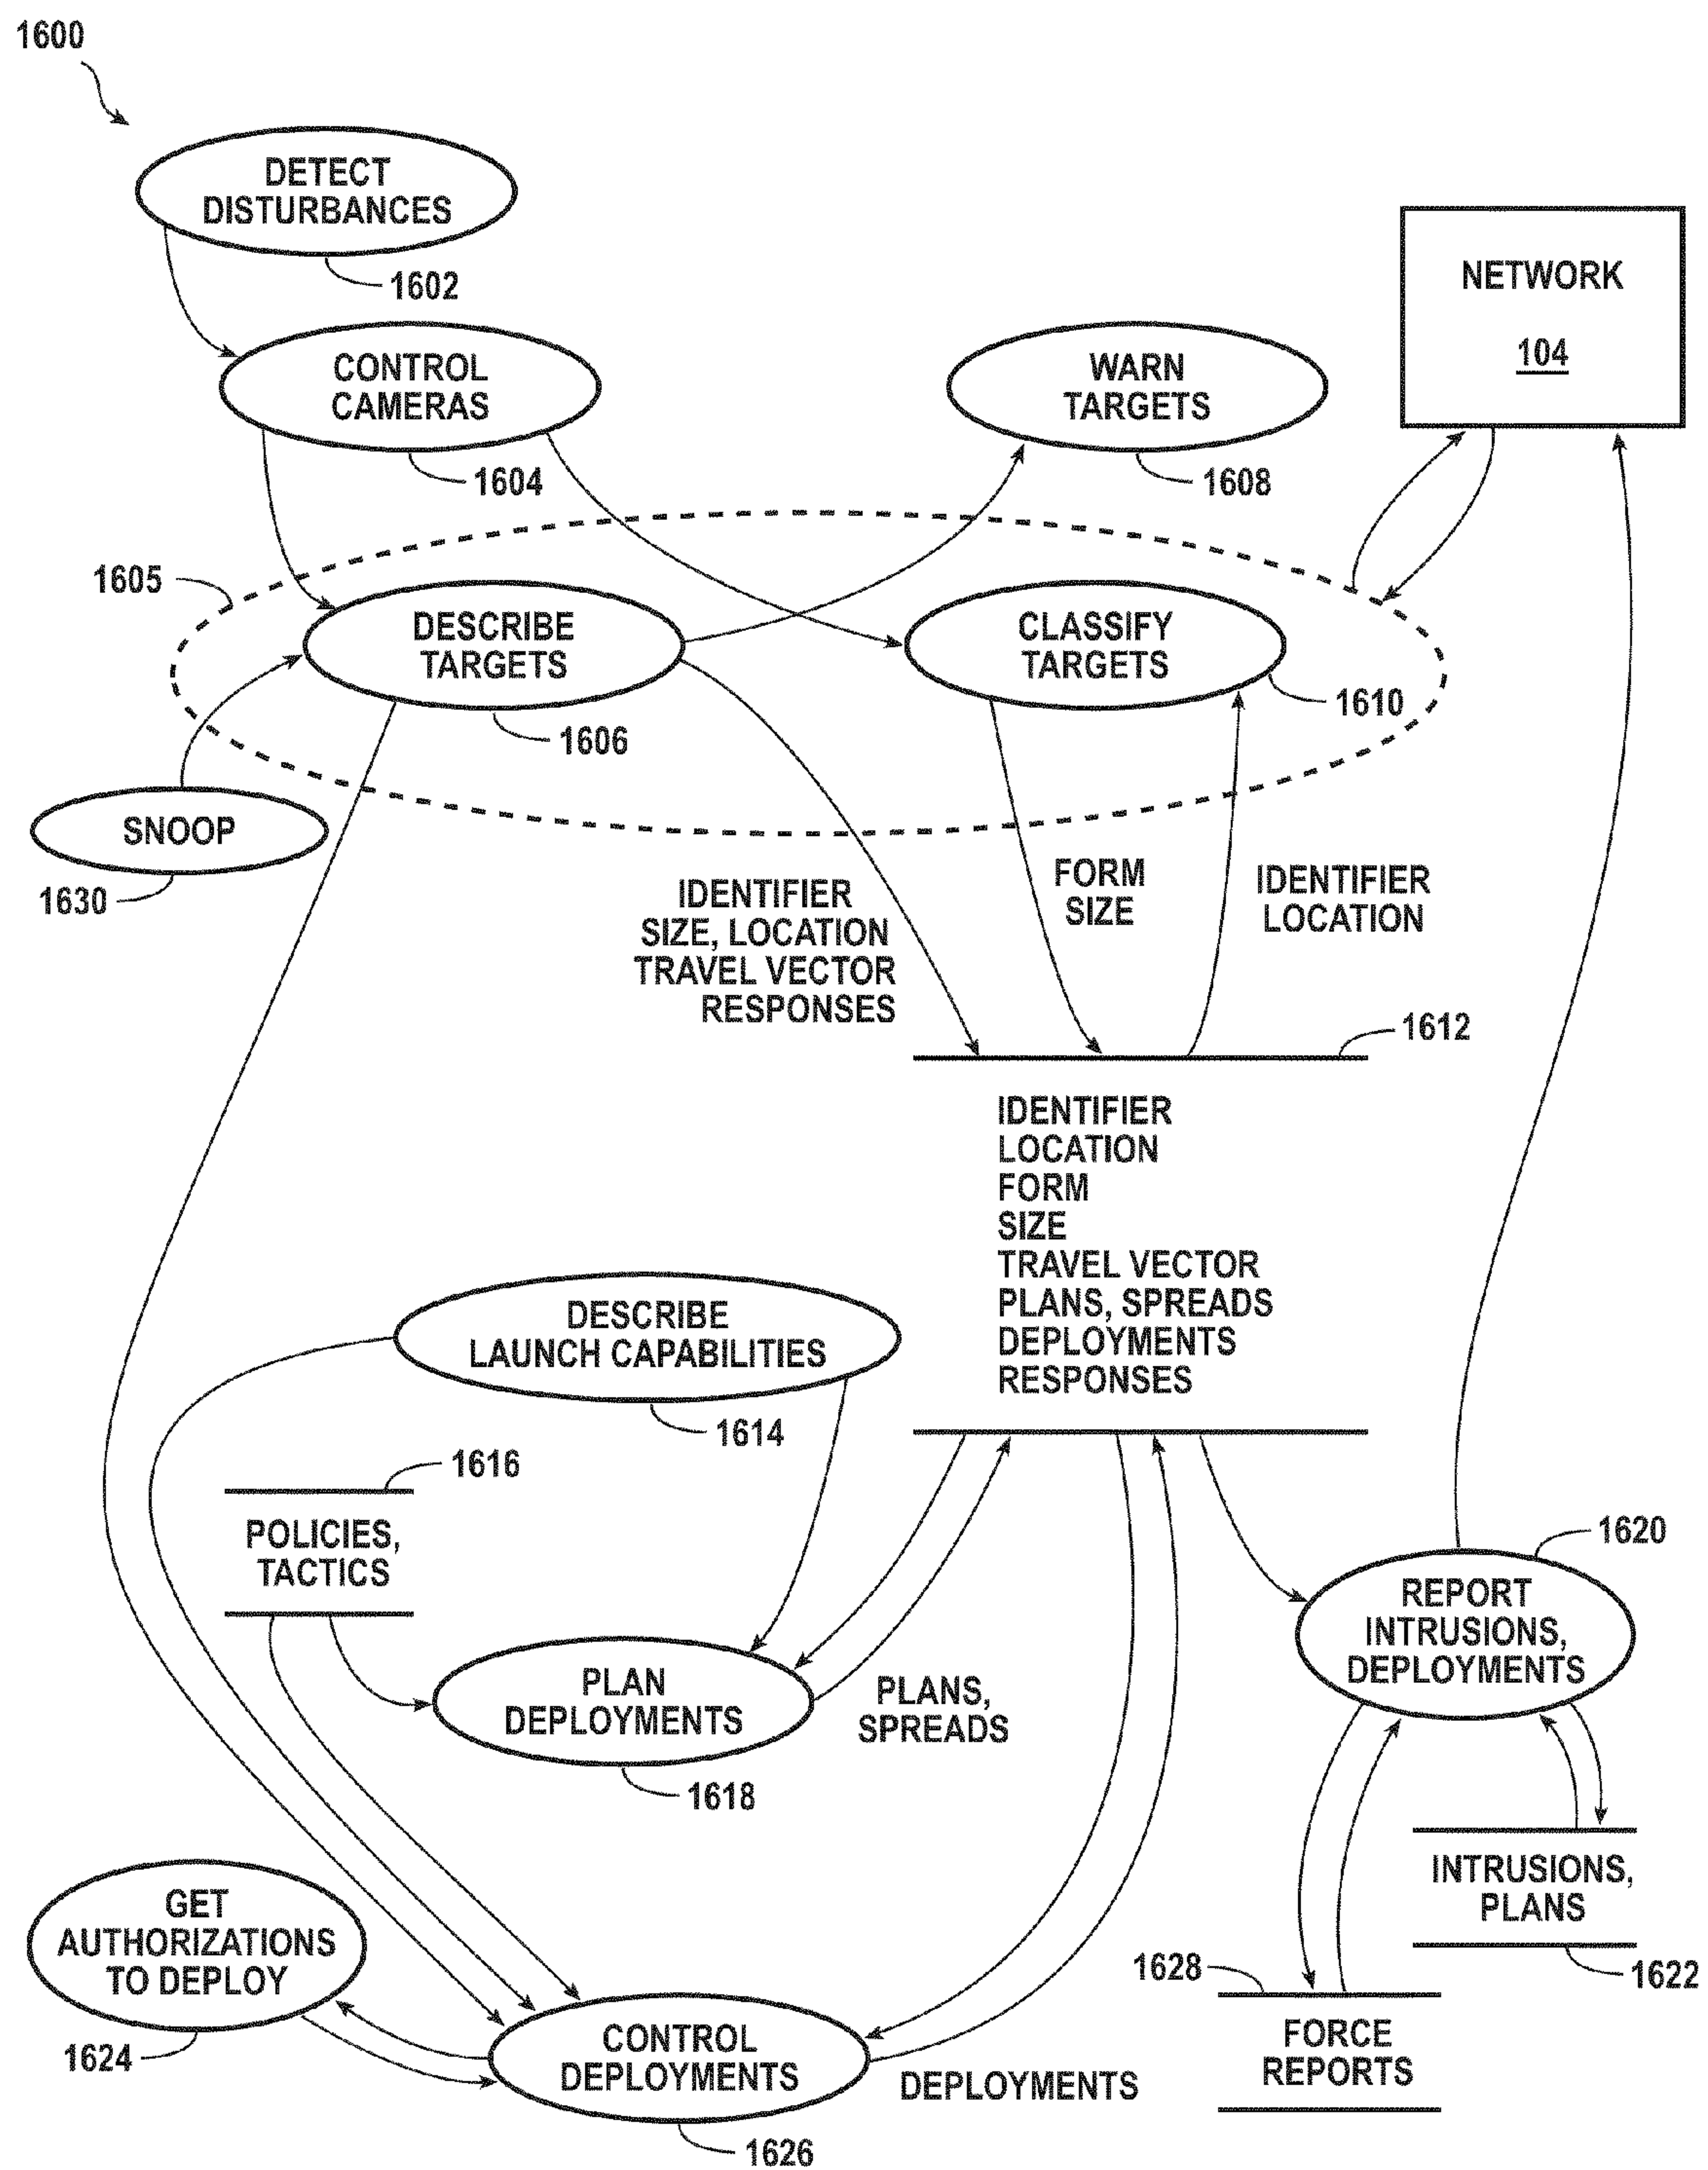 1600
DETECT
DISTURBANCES
1602
NETWORK
104
CONTROL
CAMERAS
1604
WARN
TARGETS
1608
1605
DESCRIBE
TARGETS
1606
CLASSIFY
TARGETS
1610
SNOOP
1630
IDENTIFIER
SIZE, LOCATION
TRAVEL VECTOR
RESPONSES
FORM
SIZE
IDENTIFIER
LOCATION
1612
IDENTIFIER
LOCATION
FORM
SIZE
TRAVEL VECTOR
PLANS, SPREADS
DEPLOYMENTS
RESPONSES
DESCRIBE
LAUNCH CAPABILITIES
1614
1616
POLICIES,
TACTICS
PLAN
DEPLOYMENTS
1618
PLANS,
SPREADS
1620
REPORT
INTRUSIONS,
DEPLOYMENTS
INTRUSIONS,
PLANS
1622
GET
AUTHORIZATIONS
TO DEPLOY
1624
CONTROL
DEPLOYMENTS
1626
DEPLOYMENTS
1628
FORCE
REPORTS